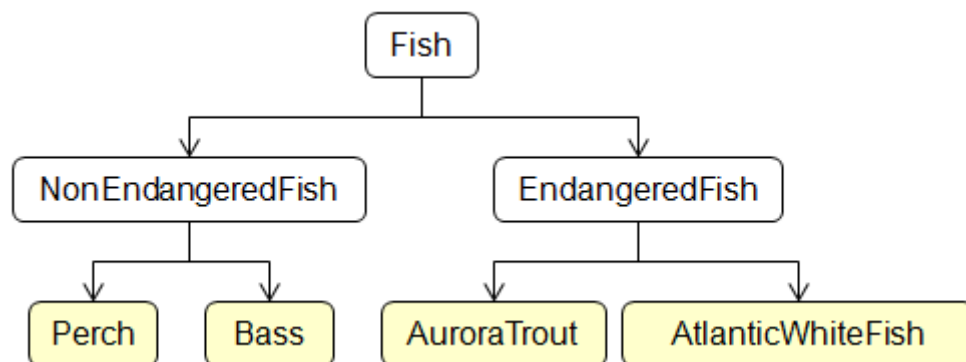 Fish
NonEndangeredFish
EndangeredFish
Perch
Bass
AuroraTrout
AtlanticWhiteFish